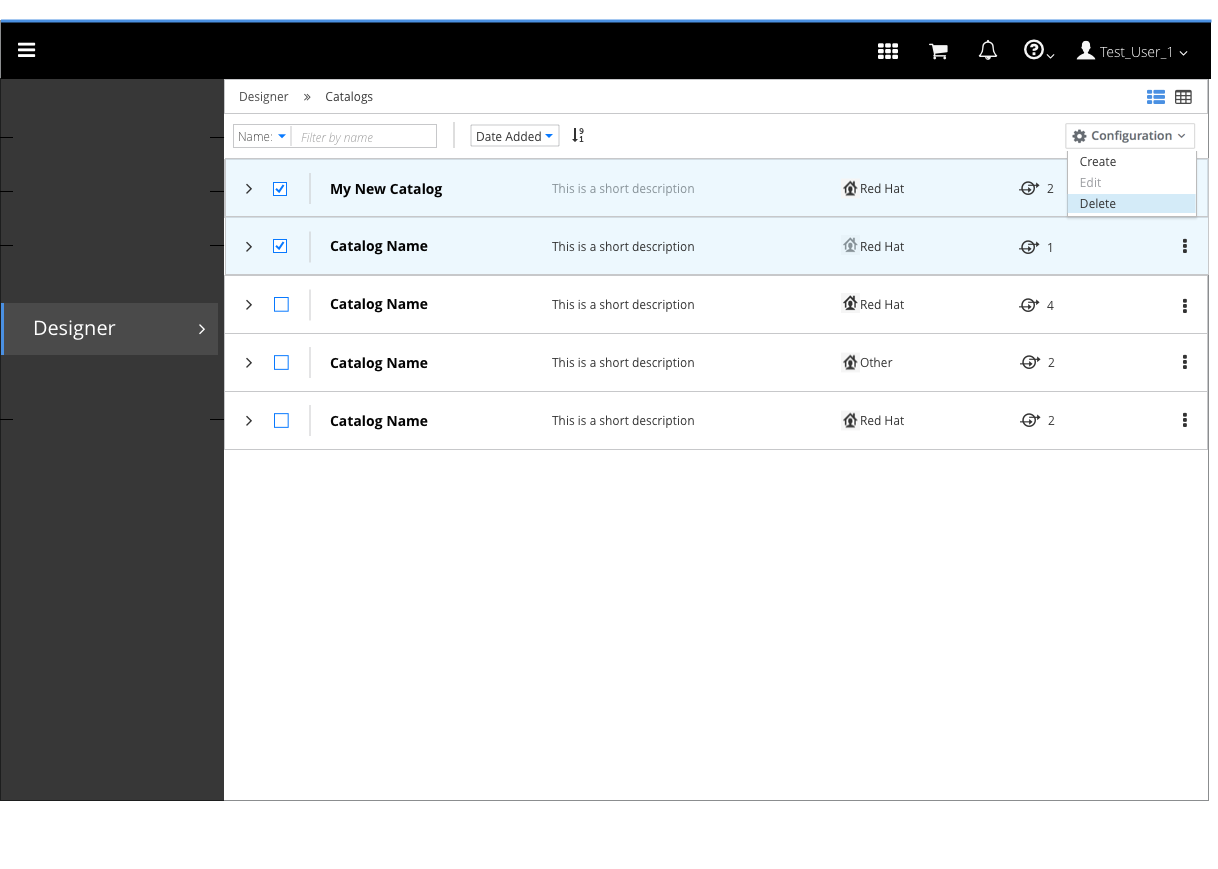 Test_User_1
Designer » Catalogs
Name: Filter by name Date Added Configuration
Create
Edit
Delete
My New Catalog This is a short description Red Hat 2
Catalog Name This is a short description Red Hat 1
Designer
Catalog Name This is a short description Red Hat 4
Catalog Name This is a short description Other 2
Catalog Name This is a short description Red Hat 2